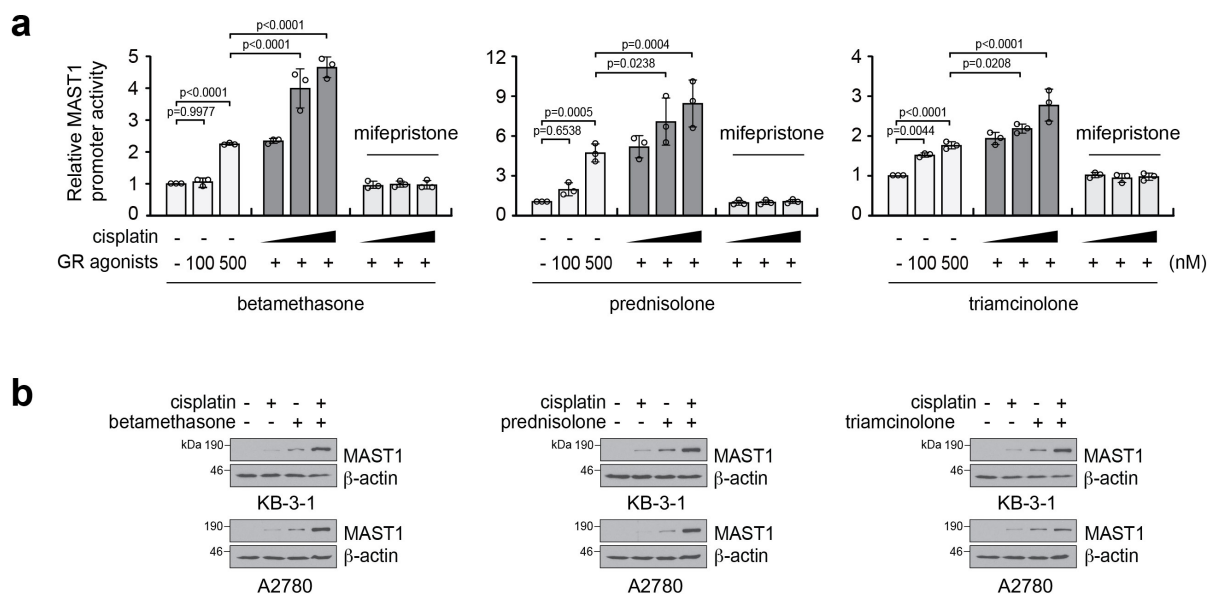 a
p<0.0001
p<0.0001
p<0.0001
p=0.9977
Relative MAST1
promoter activity
5
4
3
2
1
0
mifepristone
p=0.0004
p=0.0238
p=0.0005
p=0.6538
12
9
6
3
0
mifepristone
p<0.0001
p=0.0208
p<0.0001
p=0.0044
4
3
2
1
0
mifepristone
cisplatin - - - - - - - - -
GR agonists - 100 500 + + + + + + - 100 500 + + + + + + - 100 500 + + + + + + (nM)
betamethasone prednisolone triamcinolone
b
cisplatin - + - +
betamethasone - - + +
kDa 190 MAST1
46 β-actin
KB-3-1
190 MAST1
46 β-actin
A2780
cisplatin - + - +
prednisolone - - + +
kDa 190 MAST1
46 β-actin
KB-3-1
190 MAST1
46 β-actin
A2780
cisplatin - + - +
triamcinolone - - + +
kDa 190 MAST1
46 β-actin
KB-3-1
190 MAST1
46 β-actin
A2780